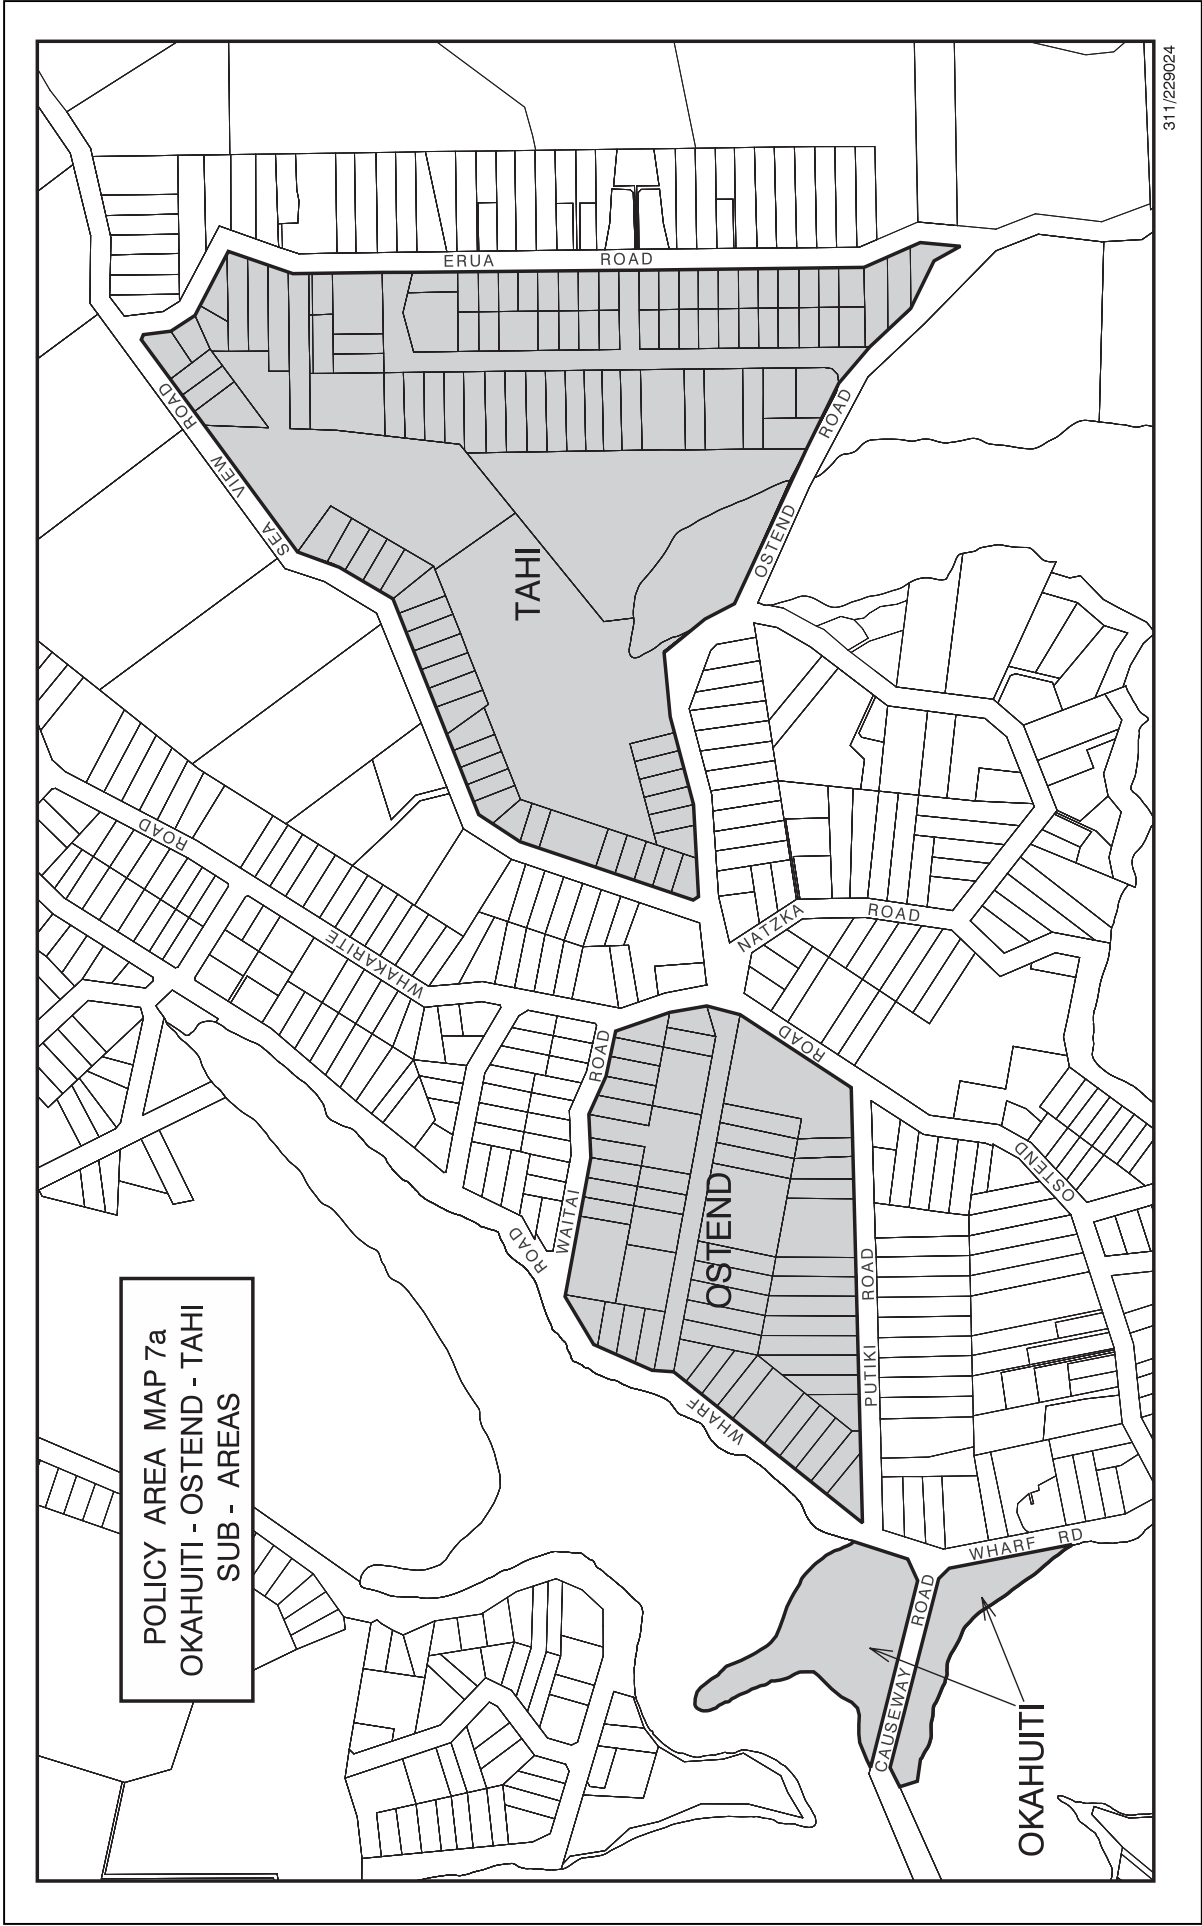 POLICY AREA MAP 7a
OKAHUITI - OSTEND - TAHI
SUB - AREAS
311/229024
ERUA ROAD
SEA VIEW ROAD
TAHI
OSTEND ROAD
ROAD
WHAKARITE
NATZKA ROAD
ROAD
OSTEND
WAITAI ROAD
OSTEND
PUTIKI ROAD
WHARF ROAD
WHARF RD
CAUSEWAY ROAD
OKAHUITI